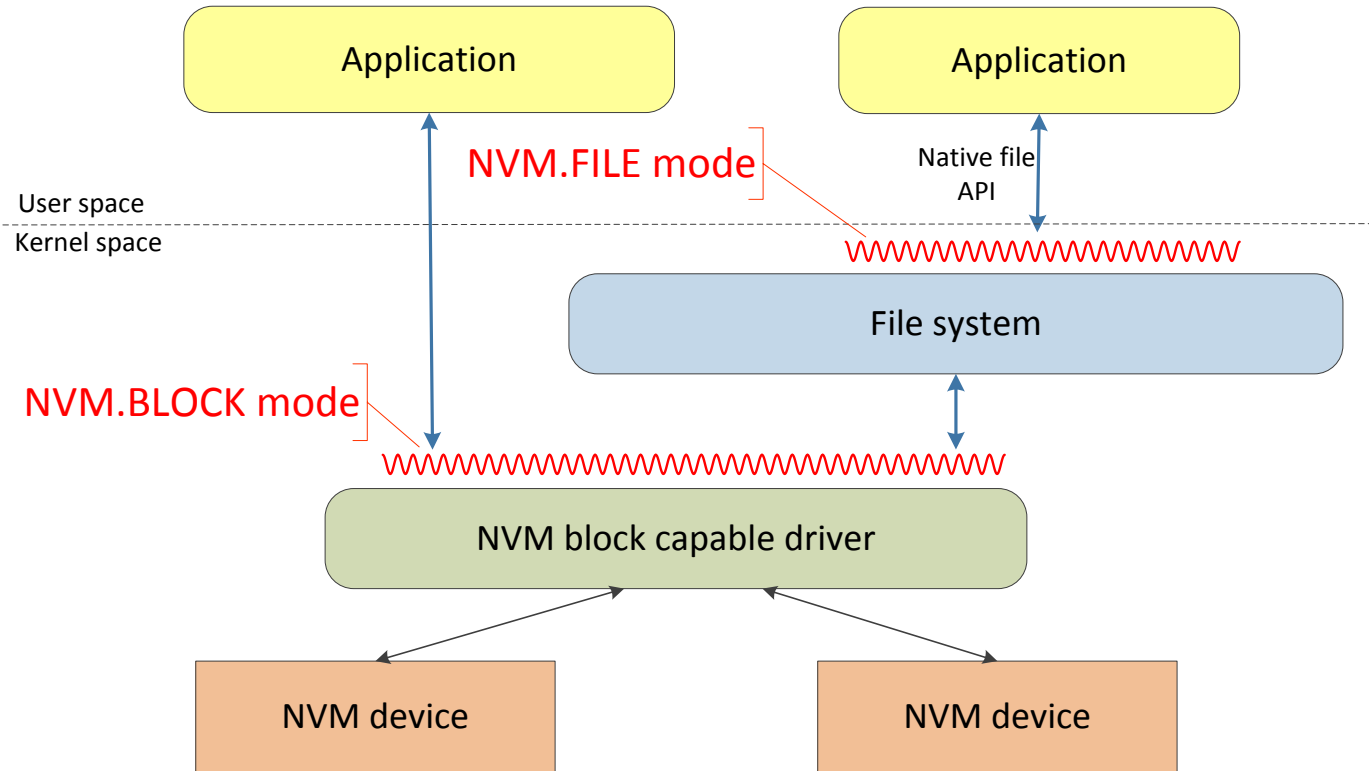 Application
Application
NVM.FILE mode
Native file
API
User space
Kernel space
File system
NVM.BLOCK mode
NVM block capable driver
NVM device
NVM device